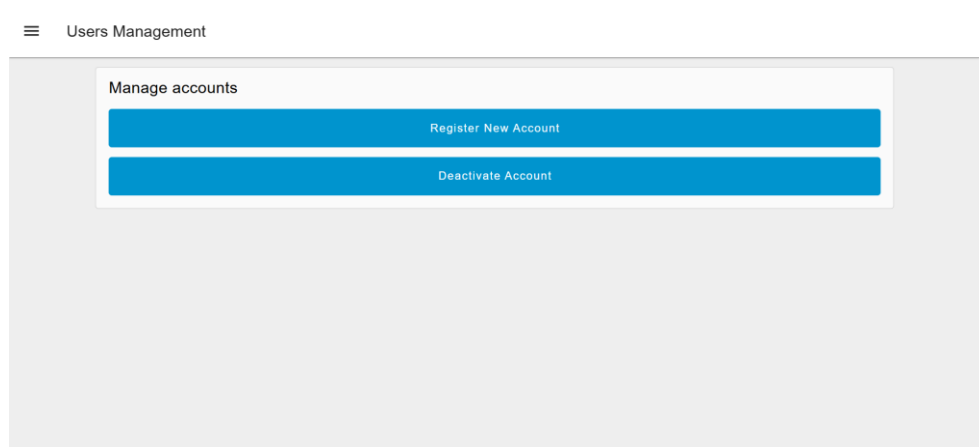 Users Management
Manage accounts
Register New Account
Deactivate Account